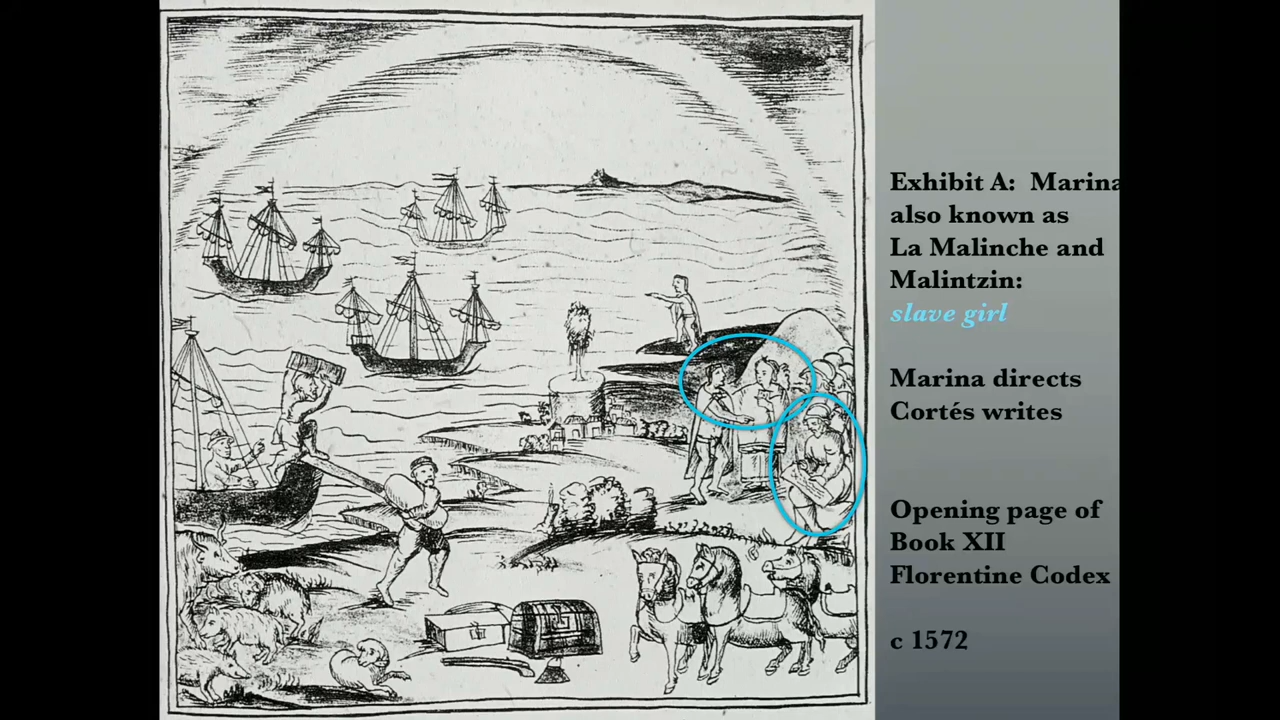 Exhibit A: Marina
also known as
La Malinche and
Malintzin:
slave girl
Marina directs
Cortés writes
Opening page of
Book XII
Florentine Codex
c 1572